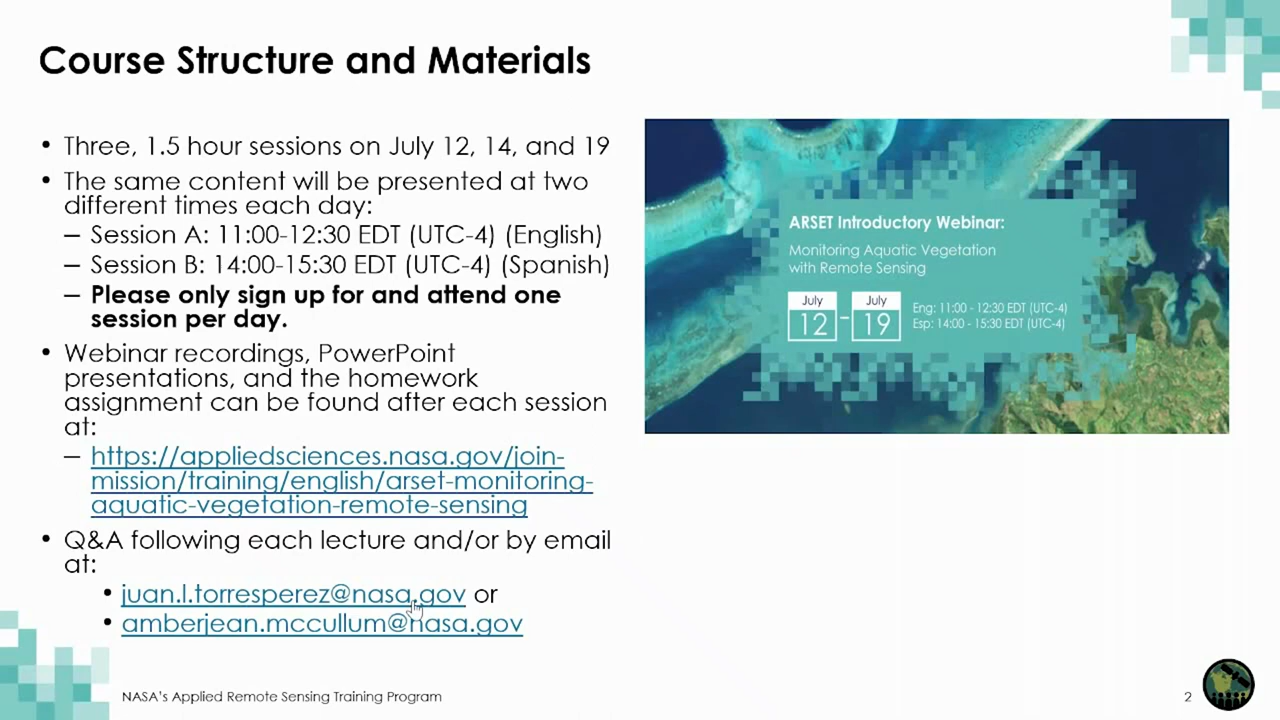 Course Structure and Materials
• Three, 1.5 hour sessions on July 12, 14, and 19
• The same content will be presented at two
different times each day:
– Session A: 11:00-12:30 EDT (UTC-4) (English)
– Session B: 14:00-15:30 EDT (UTC-4) (Spanish)
– Please only sign up for and attend one
session per day.
• Webinar recordings, PowerPoint
presentations, and the homework
assignment can be found after each session
at:
– https://appliedsciences.nasa.gov/join-
mission/training/english/arset-monitoring-
aquatic-vegetation-remote-sensing
• Q&A following each lecture and/or by email
at:
• juan.l.torresperez@nasa.gov or
• amberjean.mccullum@nasa.gov
ARSET Introductory Webinar:
Monitoring Aquatic Vegetation
with Remote Sensing
July
12
-
July
19
Eng: 11:00 - 12:30 EDT (UTC-4)
Esp: 14:00 - 15:30 EDT (UTC-4)
NASA's Applied Remote Sensing Training Program
2